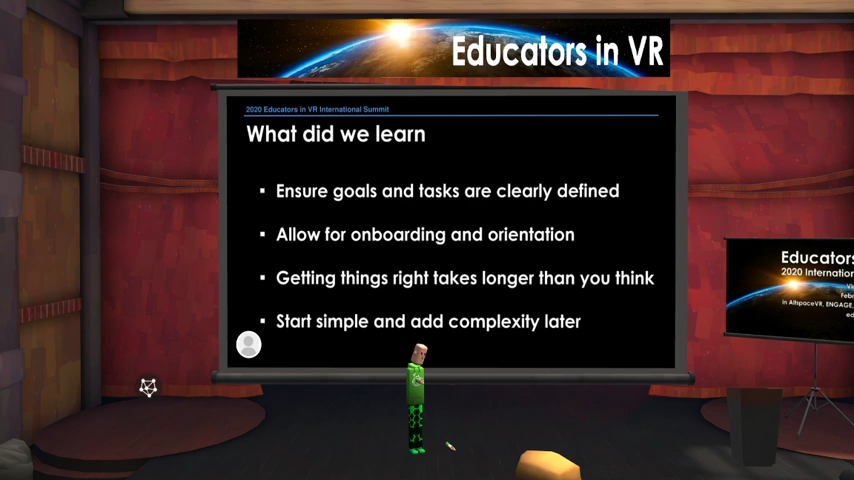 Educators in VR
2020 Educators in VR International Summit
What did we learn
▪ Ensure goals and tasks are clearly defined
▪ Allow for onboarding and orientation
▪ Getting things right takes longer than you think
▪ Start simple and add complexity later
Educators
2020 Internation
in AltspaceVR, ENGAGE,